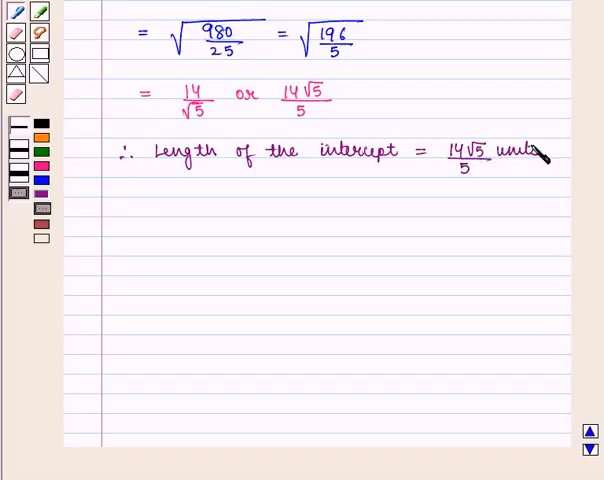 = √980/25 = √196/5
= 14/√5 or 14√5/5
∴ Length of the intercept = 14√5/5 units